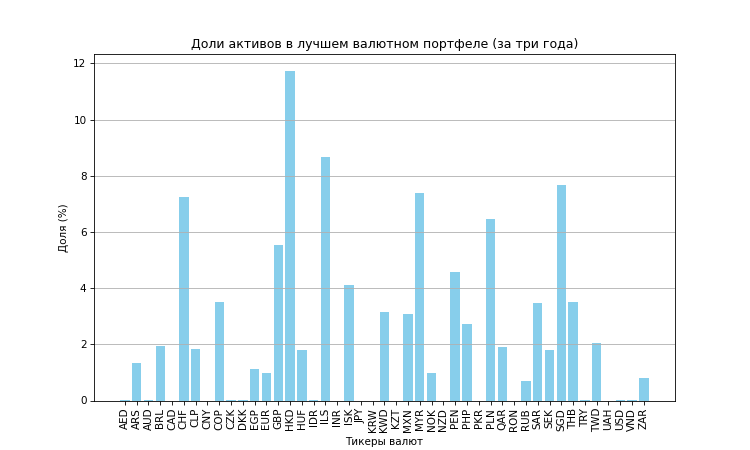 Доли активов в лучшем валютном портфеле (за три года)
Доля (%)
12
10
8
6
4
2
0
AED ARS AUD BRL CAD CHF CLP CNY COP CZK DKK EGP EUR GBP HKD HUF IDR ILS INR ISK JPY KRW KWD KZT MXN MYR NOK NZD PEN PHP PKR PLN QAR RON RUB SAR SEK SGD THB TRY TWD UAH USD VND ZAR
Тикеры валют